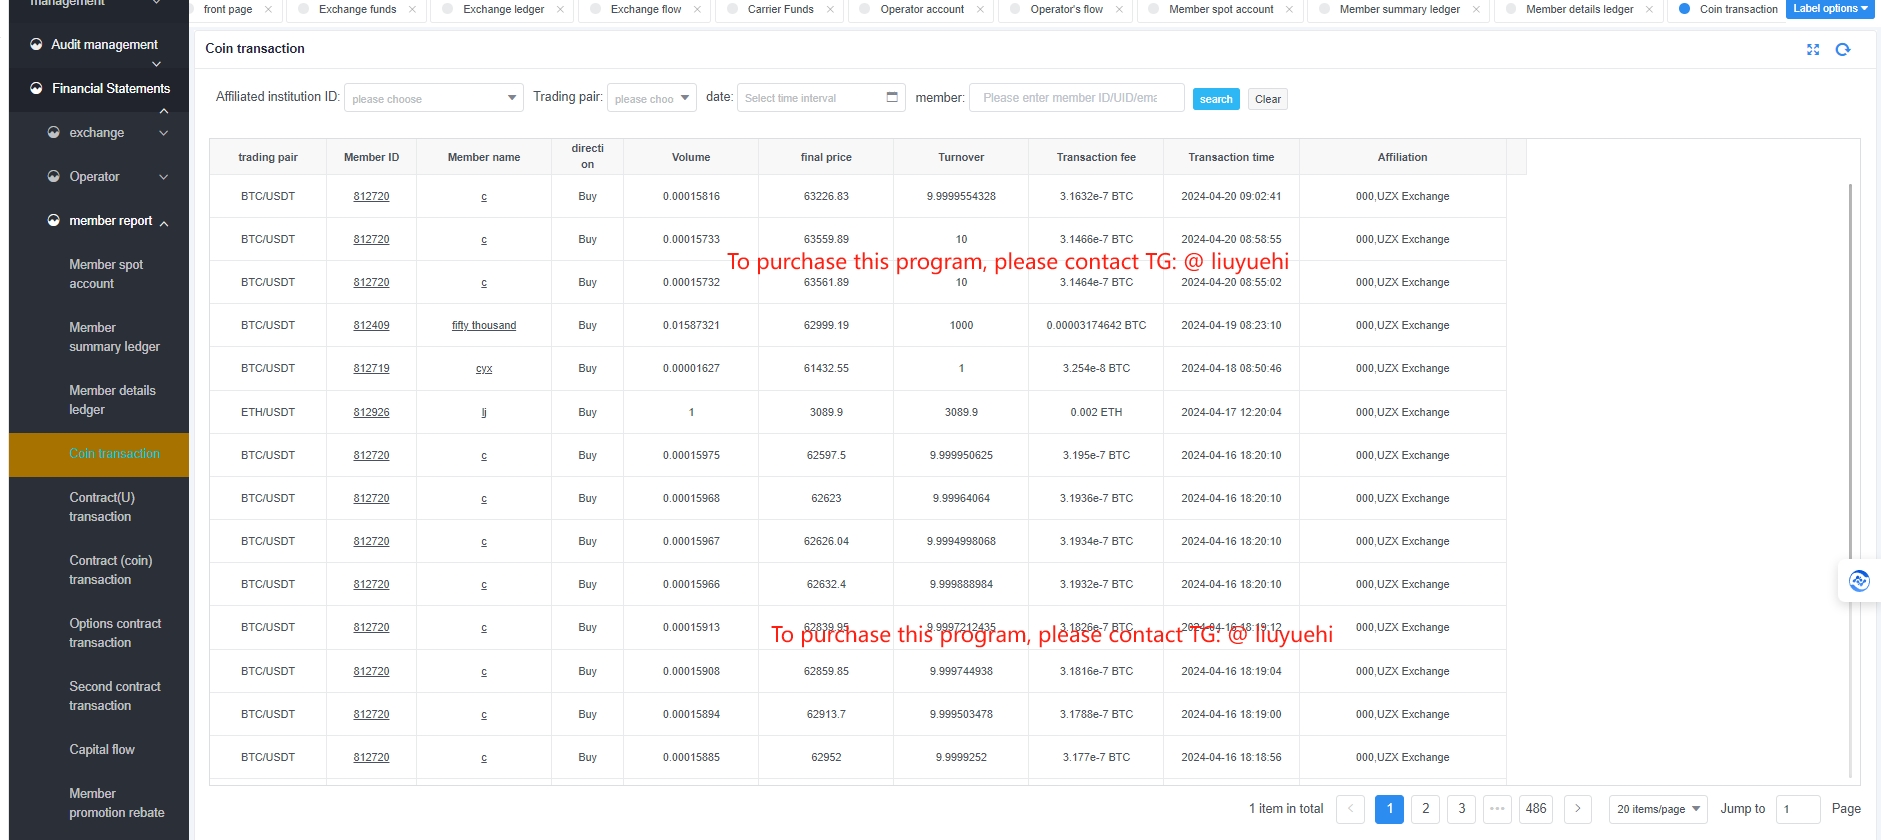 management
front page
Exchange funds
Exchange ledger
Exchange flow
Carrier Funds
Operator account
Operator's flow
Member spot account
Member summary ledger
Member details ledger
Coin transaction
Label options
Audit management
Financial Statements
exchange
Operator
member report
Member spot
account
Member
summary ledger
Member details
ledger
Coin transaction
Contract(U)
transaction
Contract (coin)
transaction
Options contract
transaction
Second contract
transaction
Capital flow
Member
promotion rebate
Coin transaction
Affiliated institution ID: please choose Trading pair: please choo date: Select time interval member: Please enter member ID/UID/ema search Clear
trading pair Member ID Member name directi
on Volume final price Turnover Transaction fee Transaction time Affiliation
BTC/USDT 812720 c Buy 0.00015816 63226.83 9.9999554328 3.1632e-7 BTC 2024-04-20 09:02:41 000,UZX Exchange
BTC/USDT 812720 c Buy 0.00015733 63559.89 10 3.1466e-7 BTC 2024-04-20 08:58:55 000,UZX Exchange
To purchase this program, please contact TG: @ liuyuehi
BTC/USDT 812720 c Buy 0.00015732 63561.89 10 3.1464e-7 BTC 2024-04-20 08:55:02 000,UZX Exchange
BTC/USDT 812409 fifty thousand Buy 0.01587321 62999.19 1000 0.00003174642 BTC 2024-04-19 08:23:10 000,UZX Exchange
BTC/USDT 812719 cyx Buy 0.00001627 61432.55 1 3.254e-8 BTC 2024-04-18 08:50:46 000,UZX Exchange
ETH/USDT 812926 lj Buy 1 3089.9 3089.9 0.002 ETH 2024-04-17 12:20:04 000,UZX Exchange
BTC/USDT 812720 c Buy 0.00015975 62597.5 9.999950625 3.195e-7 BTC 2024-04-16 18:20:10 000,UZX Exchange
BTC/USDT 812720 c Buy 0.00015968 62623 9.99964064 3.1936e-7 BTC 2024-04-16 18:20:10 000,UZX Exchange
BTC/USDT 812720 c Buy 0.00015967 62626.04 9.9994998068 3.1934e-7 BTC 2024-04-16 18:20:10 000,UZX Exchange
BTC/USDT 812720 c Buy 0.00015966 62632.4 9.999888984 3.1932e-7 BTC 2024-04-16 18:20:10 000,UZX Exchange
BTC/USDT 812720 c Buy 0.00015913 62839.95 9.9997212435 3.1826e-7 BTC 2024-04-16 18:19:12 000,UZX Exchange
To purchase this program, please contact TG: @ liuyuehi
BTC/USDT 812720 c Buy 0.00015908 62859.85 9.999744938 3.1816e-7 BTC 2024-04-16 18:19:04 000,UZX Exchange
BTC/USDT 812720 c Buy 0.00015894 62913.7 9.999503478 3.1788e-7 BTC 2024-04-16 18:19:00 000,UZX Exchange
BTC/USDT 812720 c Buy 0.00015885 62952 9.9999252 3.177e-7 BTC 2024-04-16 18:18:56 000,UZX Exchange
1 item in total < 1 2 3 ••• 486 > 20 items/page Jump to 1 Page